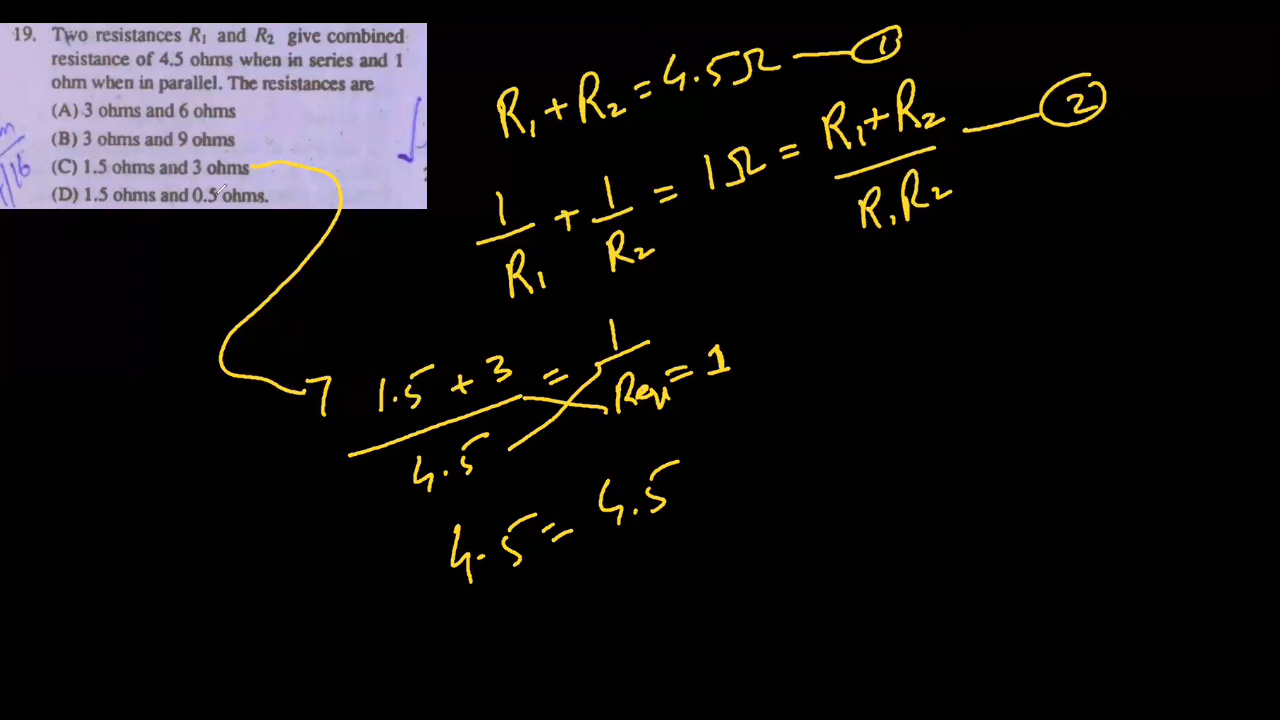 19. Two resistances R₁ and R₂ give combined
resistance of 4.5 ohms when in series and 1
ohm when in parallel. The resistances are
(A) 3 ohms and 6 ohms
(B) 3 ohms and 9 ohms
(C) 1.5 ohms and 3 ohms
(D) 1.5 ohms and 0.5 ohms.
R₁ + R₂ = 4.5Ω — 1
1/R₁ + 1/R₂ = 1Ω = R₁+R₂/R₁R₂ — 2
1.5 + 3/4.5 = 1/Requ = 1
4.5 = 4.5